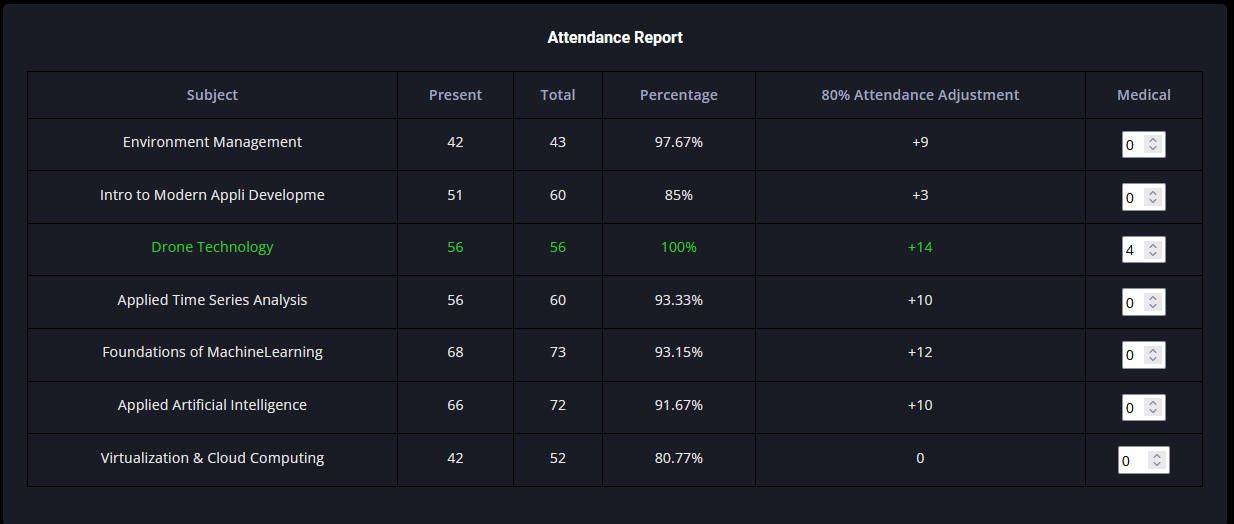 Attendance Report
Subject Present Total Percentage 80% Attendance Adjustment Medical
Environment Management 42 43 97.67% +9 0
Intro to Modern Appli Developme 51 60 85% +3 0
Drone Technology 56 56 100% +14 4
Applied Time Series Analysis 56 60 93.33% +10 0
Foundations of MachineLearning 68 73 93.15% +12 0
Applied Artificial Intelligence 66 72 91.67% +10 0
Virtualization & Cloud Computing 42 52 80.77% 0 0